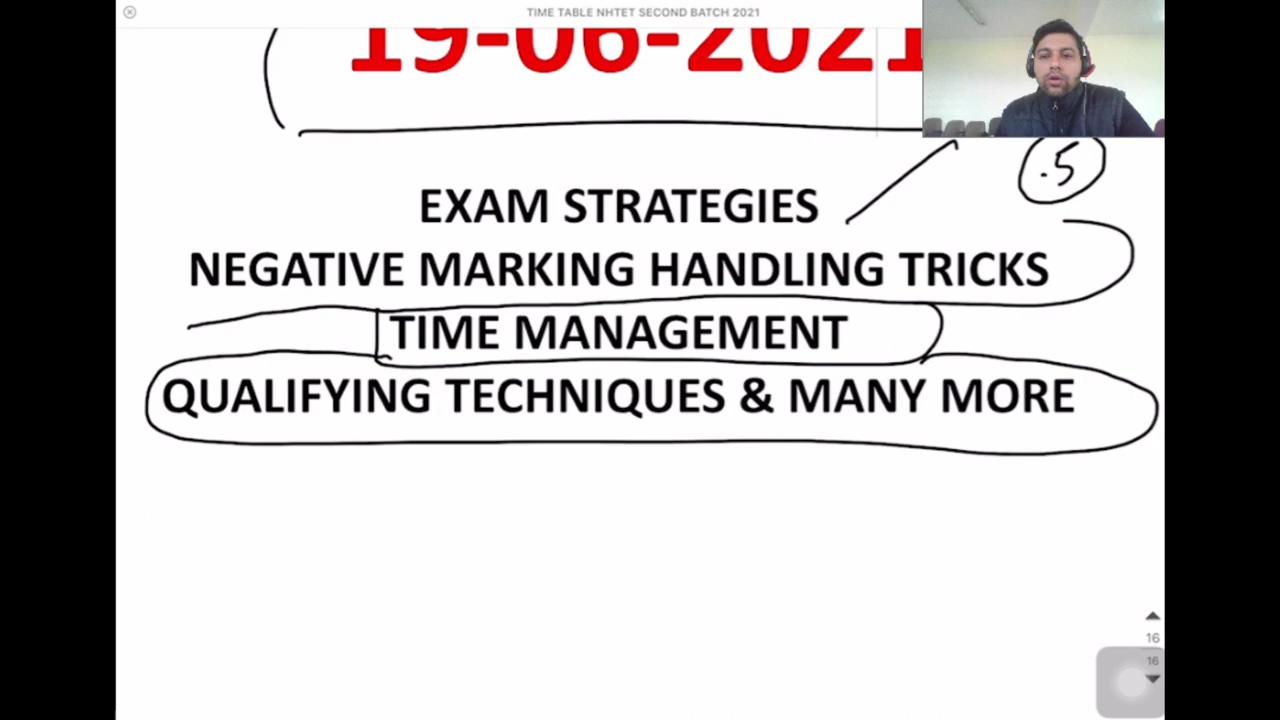 TIME TABLE NHTET SECOND BATCH 2021
19-06-2021
.5
EXAM STRATEGIES
NEGATIVE MARKING HANDLING TRICKS
TIME MANAGEMENT
QUALIFYING TECHNIQUES & MANY MORE
16
16